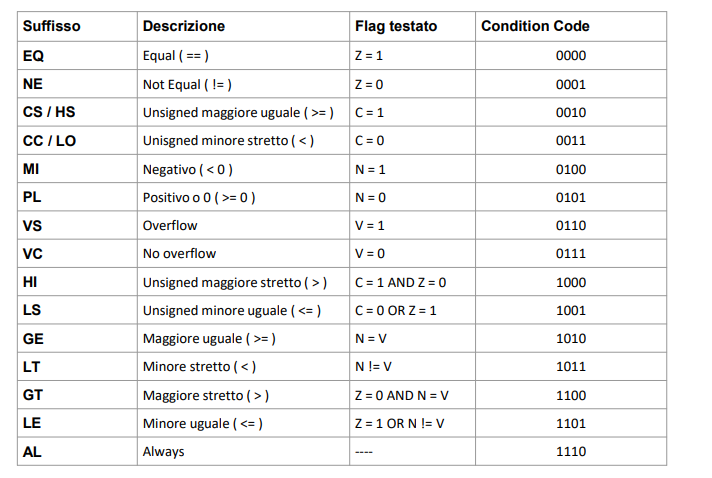 Suffisso Descrizione Flag testato Condition Code
EQ Equal ( == ) Z = 1 0000
NE Not Equal ( != ) Z = 0 0001
CS / HS Unsigned maggiore uguale ( >= ) C = 1 0010
CC / LO Unisgned minore stretto ( < ) C = 0 0011
MI Negativo ( < 0 ) N = 1 0100
PL Positivo o 0 ( >= 0 ) N = 0 0101
VS Overflow V = 1 0110
VC No overflow V = 0 0111
HI Unsigned maggiore stretto ( > ) C = 1 AND Z = 0 1000
LS Unsigned minore uguale ( <= ) C = 0 OR Z = 1 1001
GE Maggiore uguale ( >= ) N = V 1010
LT Minore stretto ( < ) N != V 1011
GT Maggiore stretto ( > ) Z = 0 AND N = V 1100
LE Minore uguale ( <= ) Z = 1 OR N != V 1101
AL Always ---- 1110